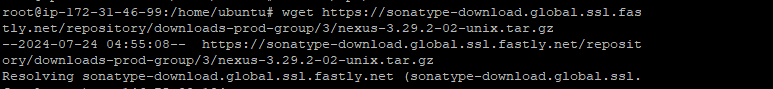 root@ip-172-31-46-99:/home/ubuntu# wget https://sonatype-download.global.ssl.fas
tly.net/repository/downloads-prod-group/3/nexus-3.29.2-02-unix.tar.gz
--2024-07-24 04:55:08--  https://sonatype-download.global.ssl.fastly.net/reposit
ory/downloads-prod-group/3/nexus-3.29.2-02-unix.tar.gz
Resolving sonatype-download.global.ssl.fastly.net (sonatype-download.global.ssl.